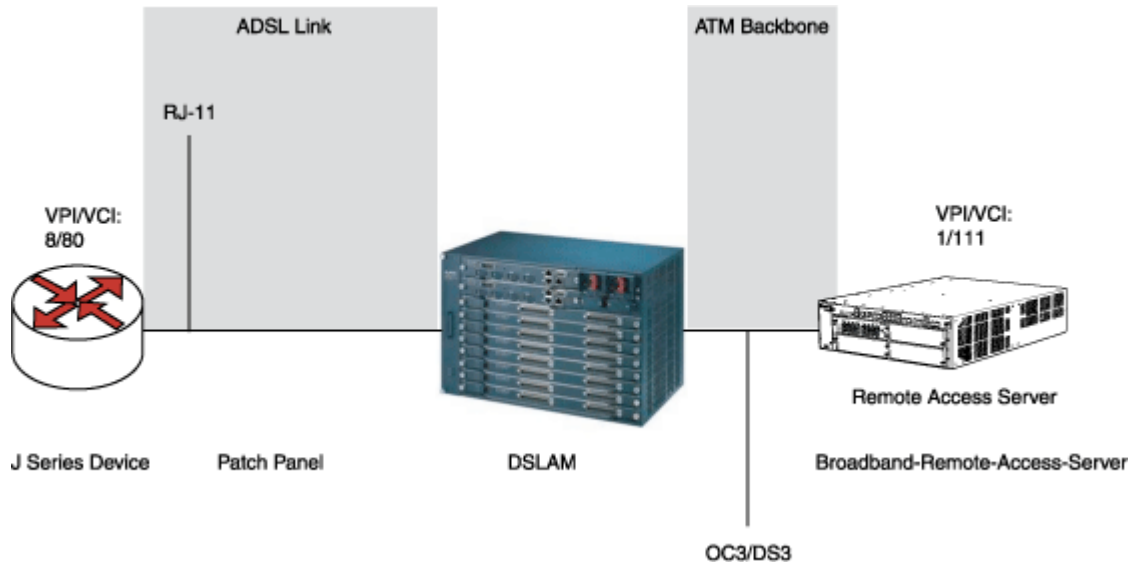 ADSL Link
ATM Backbone
RJ-11
VPI/VCI:
8/80
VPI/VCI:
1/111
Remote Access Server
J Series Device
Patch Panel
DSLAM
Broadband-Remote-Access-Server
OC3/DS3